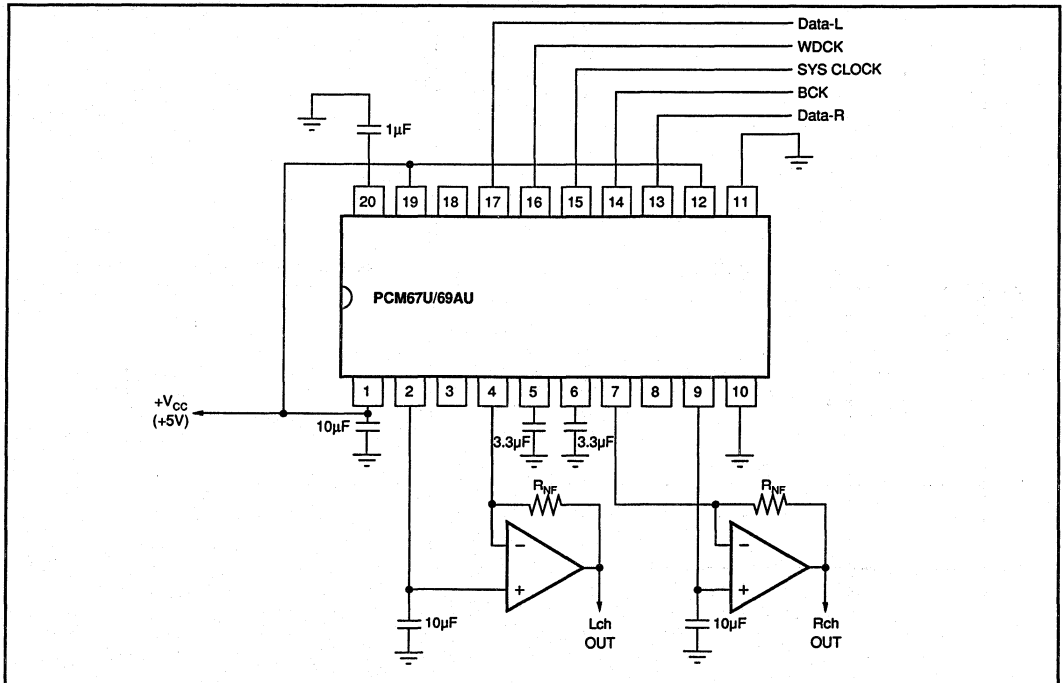 Data-L
WDCK
SYS CLOCK
BCK
Data-R
1µF
20 19 18 17 16 15 14 13 12 11
PCM67U/69AU
1 2 3 4 5 6 7 8 9 10
+VCC
(+5V)
10µF
3.3µF
3.3µF
RNF
RNF
–
–
+
+
10µF
10µF
Lch
OUT
Rch
OUT